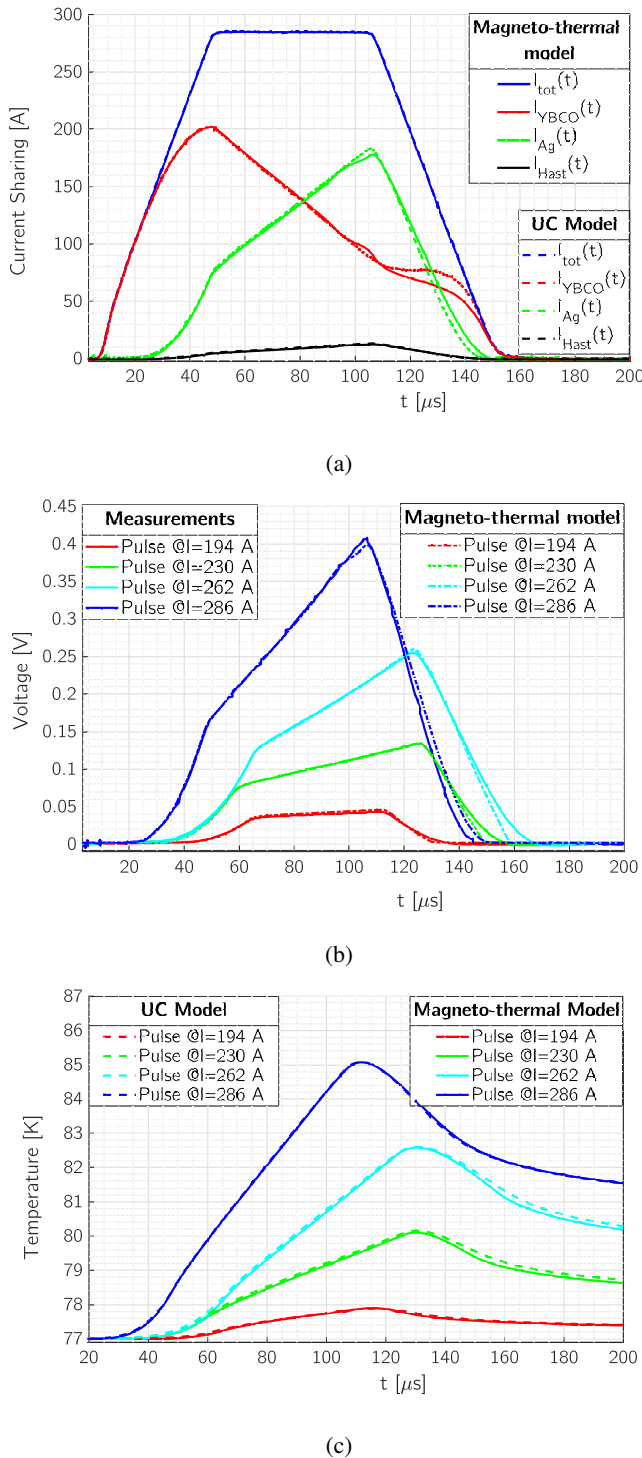 300
250
200
150
100
50
0
Current Sharing [A]
Magneto-thermal
model
I_tot(t)
I_YBCO(t)
I_Ag(t)
I_Hast(t)
UC Model
I_tot(t)
I_YBCO(t)
I_Ag(t)
I_Hast(t)
20 40 60 80 100 120 140 160 180 200
t [μs]
(a)
0.45
0.4
0.35
0.3
0.25
0.2
0.15
0.1
0.05
0
Voltage [V]
Measurements
Pulse @I=194 A
Pulse @I=230 A
Pulse @I=262 A
Pulse @I=286 A
Magneto-thermal model
Pulse @I=194 A
Pulse @I=230 A
Pulse @I=262 A
Pulse @I=286 A
20 40 60 80 100 120 140 160 180 200
t [μs]
(b)
87
86
85
84
83
82
81
80
79
78
77
Temperature [K]
UC Model
Pulse @I=194 A
Pulse @I=230 A
Pulse @I=262 A
Pulse @I=286 A
Magneto-thermal Model
Pulse @I=194 A
Pulse @I=230 A
Pulse @I=262 A
Pulse @I=286 A
20 40 60 80 100 120 140 160 180 200
t [μs]
(c)